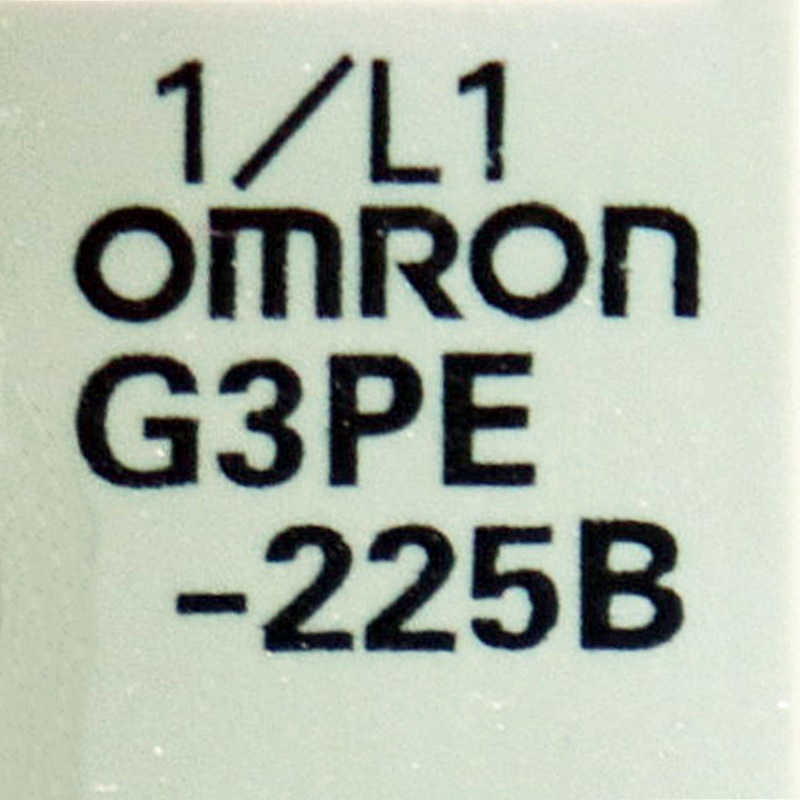 1/L1
omron
G3PE
-225B